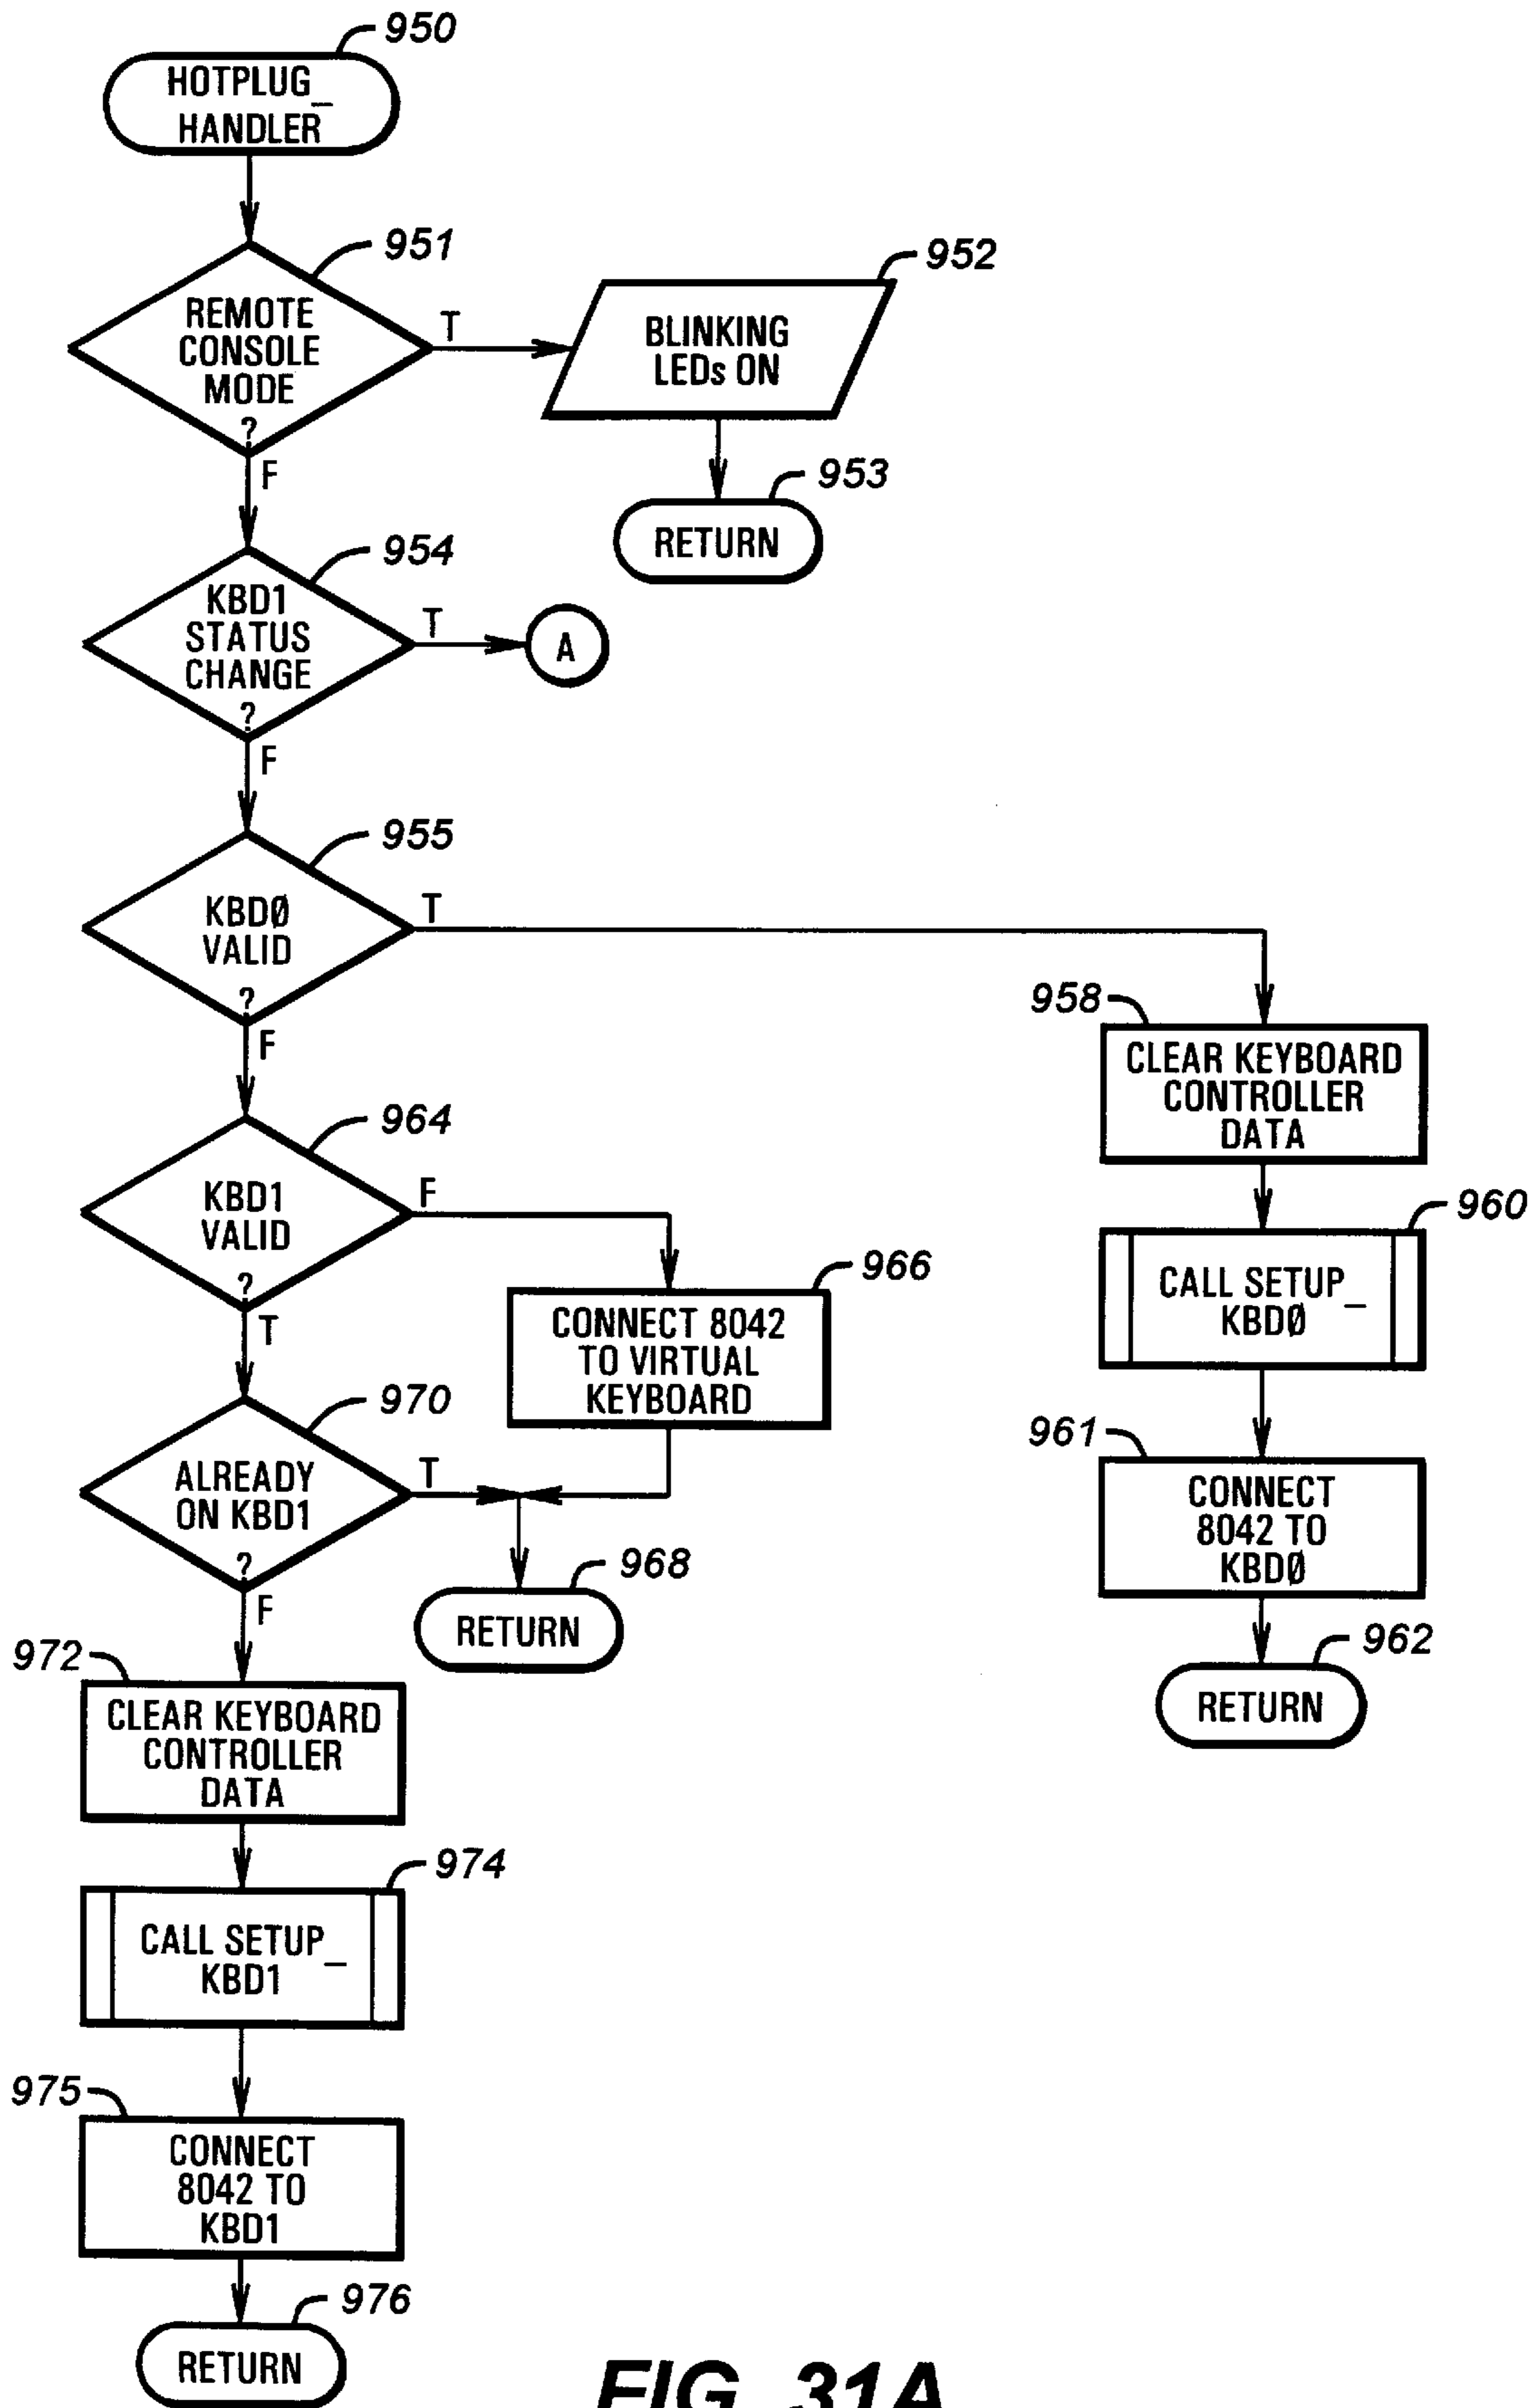 950
HOTPLUG_
HANDLER
951
REMOTE
CONSOLE
MODE
?
T
F
952
BLINKING
LEDs ON
953
RETURN
954
KBD1
STATUS
CHANGE
?
T
A
F
955
KBDØ
VALID
?
T
F
958
CLEAR KEYBOARD
CONTROLLER
DATA
960
CALL SETUP_
KBDØ
961
CONNECT
8042 TO
KBDØ
962
RETURN
964
KBD1
VALID
?
F
T
966
CONNECT 8042
TO VIRTUAL
KEYBOARD
970
ALREADY
ON KBD1
?
T
F
968
RETURN
972
CLEAR KEYBOARD
CONTROLLER
DATA
974
CALL SETUP_
KBD1
975
CONNECT
8042 TO
KBD1
976
RETURN
FIG. 31A